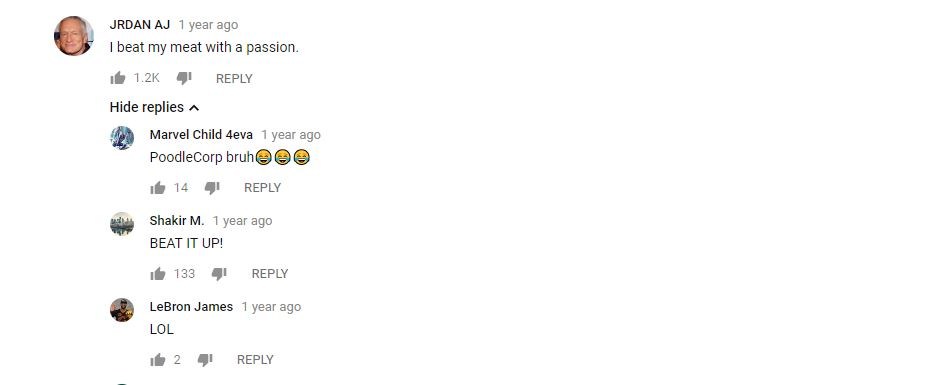 JRDAN AJ 1 year ago
I beat my meat with a passion.
1.2K REPLY
Hide replies
Marvel Child 4eva 1 year ago
PoodleCorp bruh😂😂😂
14 REPLY
Shakir M. 1 year ago
BEAT IT UP!
133 REPLY
LeBron James 1 year ago
LOL
2 REPLY